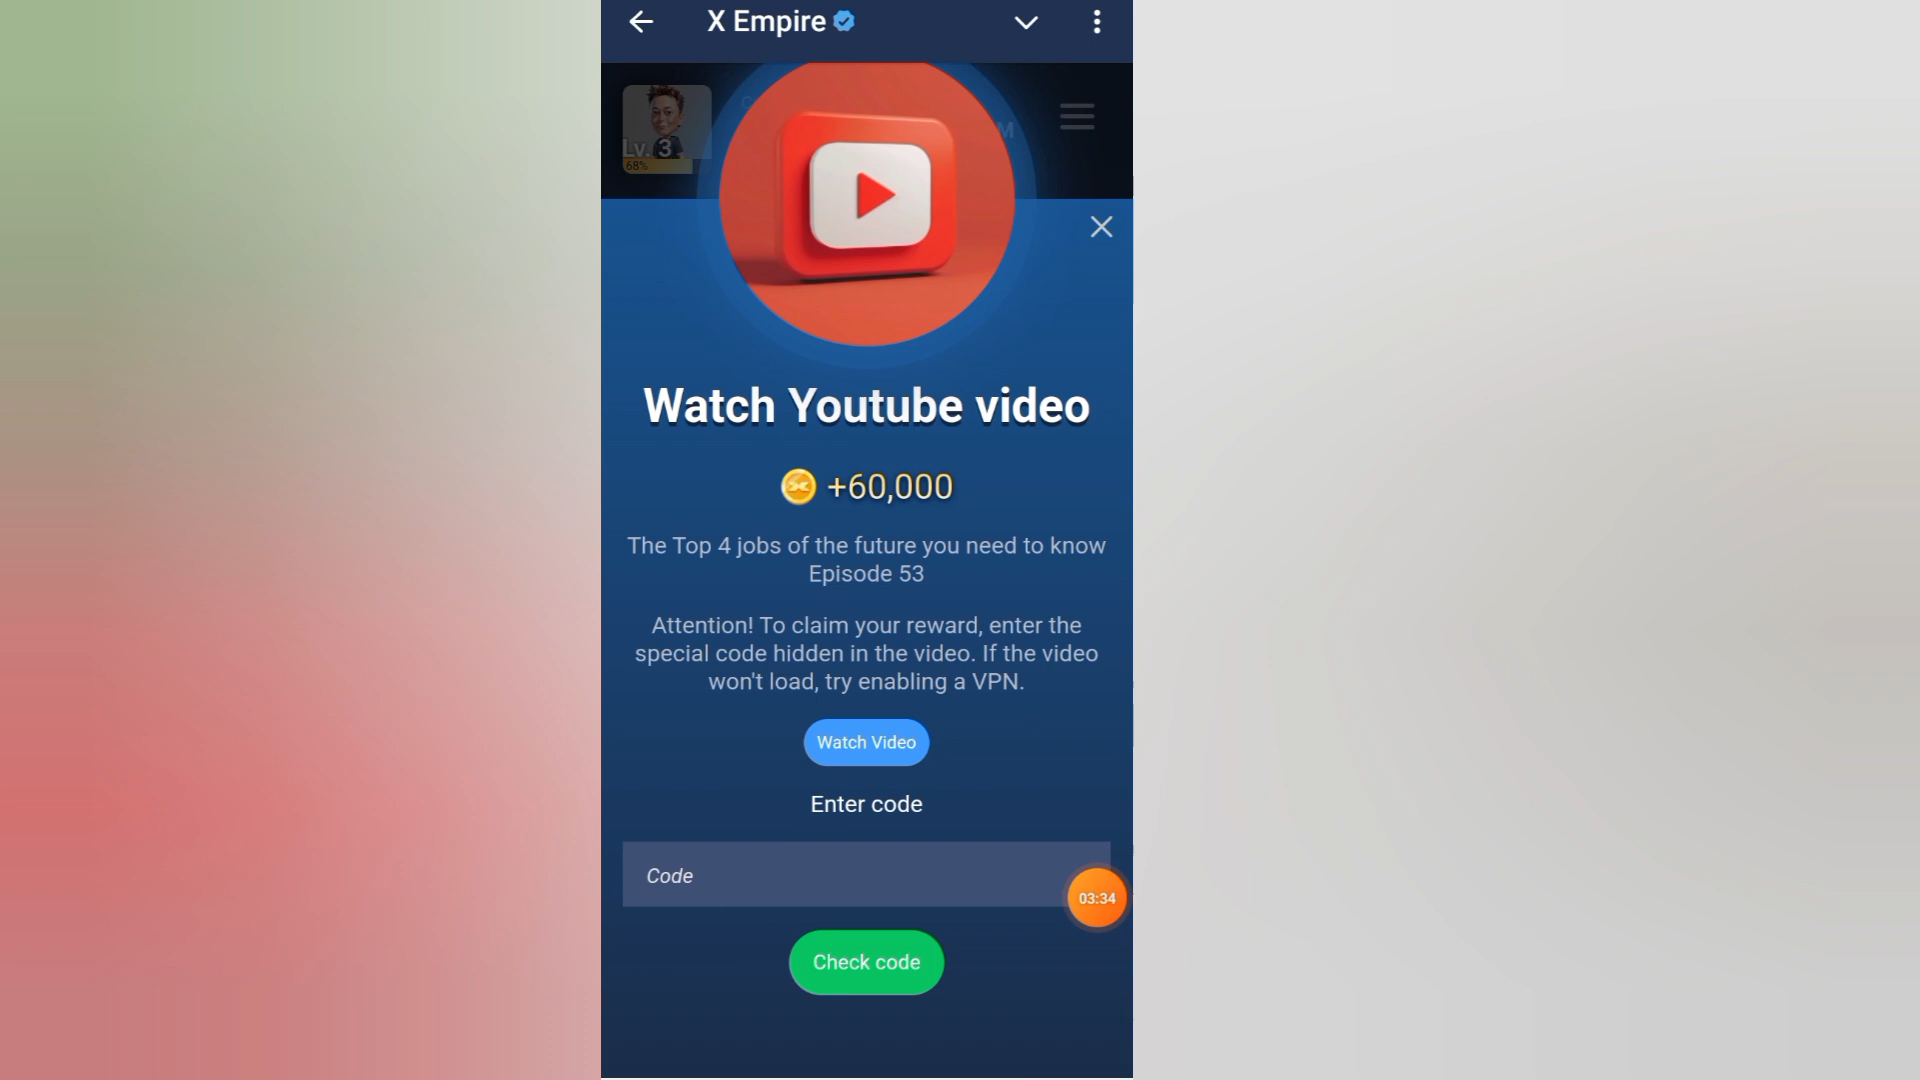 X Empire
Lv. 3
68%
M
Watch Youtube video
+60,000
The Top 4 jobs of the future you need to know
Episode 53
Attention! To claim your reward, enter the
special code hidden in the video. If the video
won't load, try enabling a VPN.
Watch Video
Enter code
Code
03:34
Check code